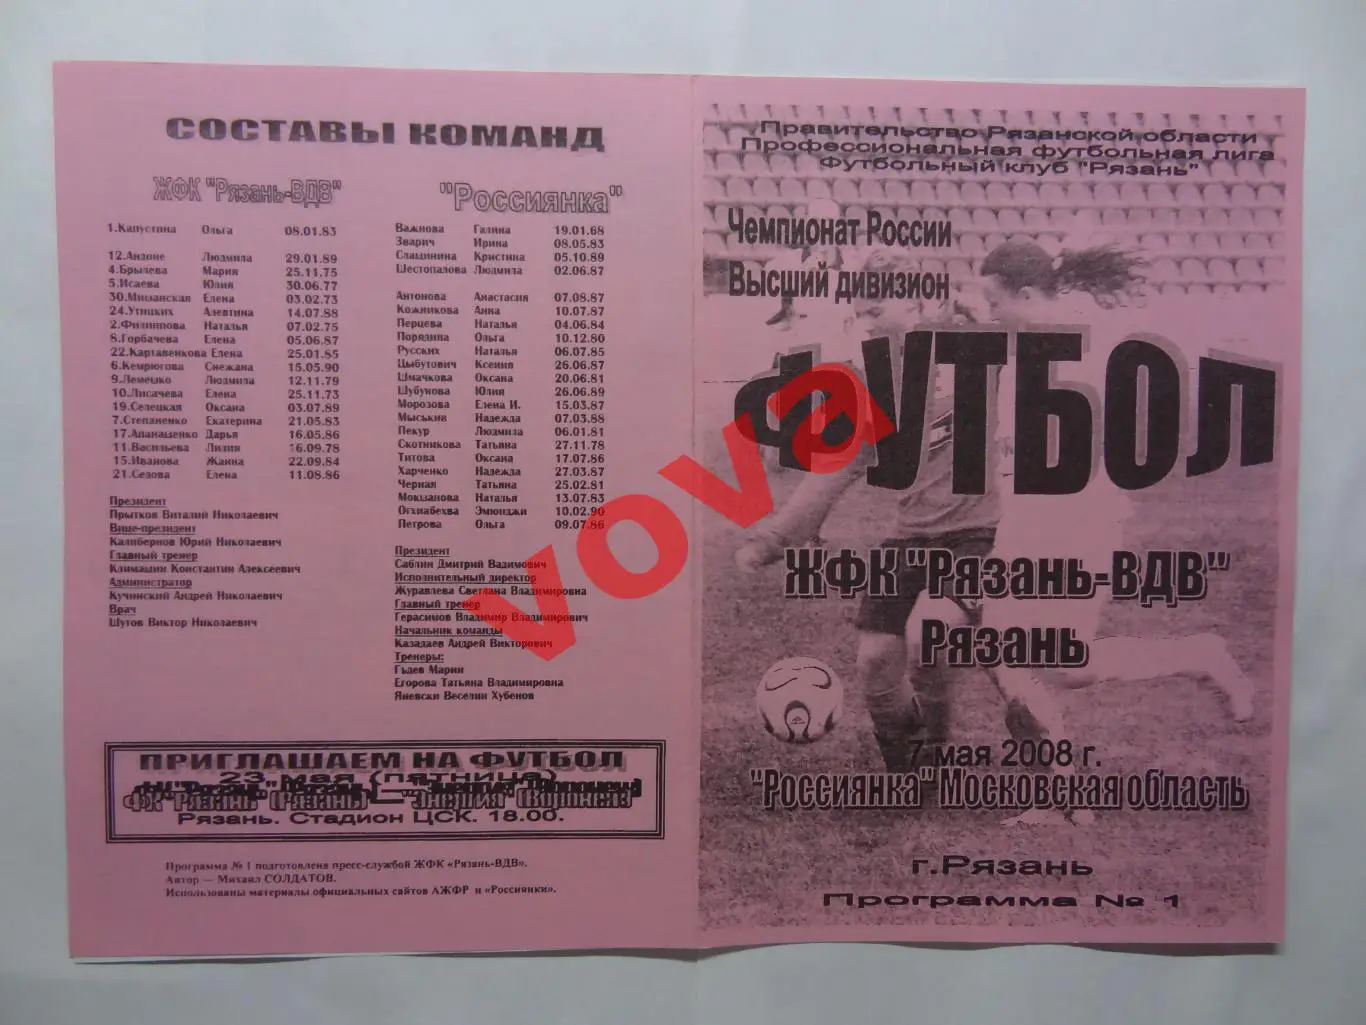 СОСТАВЫ КОМАНД
ЖФК "Рязань-ВДВ"
1.Капустина Ольга 08.01.83
12.Андоне Людмила 29.01.89
4.Брылева Мария 25.11.75
5.Исаева Юлия 30.06.77
30.Мишанская Елена 03.02.73
24.Утицких Алевтина 14.07.88
2.Филиппова Наталья 07.02.75
8.Горбачева Елена 05.06.87
22.Картавенкова Елена 25.01.85
6.Кемрюгова Снежана 15.05.90
9.Лемешко Людмила 12.11.79
10.Лисачева Елена 25.11.73
19.Селецкая Оксана 03.07.89
7.Степаненко Екатерина 21.05.83
17.Апанащенко Дарья 16.05.86
11.Васильева Лидия 16.09.78
15.Иванова Жанна 22.09.84
21.Сезова Елена 11.08.86
Президент
Прытков Виталий Николаевич
Вице-президент
Калибернов Юрий Николаевич
Главный тренер
Климашин Константин Алексеевич
Администратор
Кучинский Андрей Николаевич
Врач
Шутов Виктор Николаевич
"Россиянка"
Важнова Галина 19.01.68
Зварич Ирина 08.05.83
Слащинина Кристина 05.10.89
Шестопалова Людмила 02.06.87
Антонова Анастасия 07.08.87
Кожникова Анна 10.07.87
Перцева Наталья 04.06.84
Порядина Ольга 10.12.80
Русских Наталья 06.07.85
Цыбутович Ксения 26.06.87
Шмачкова Оксана 20.06.81
Шубукова Юлия 26.06.89
Морозова Елена И. 15.03.87
Мыськив Надежда 07.03.88
Пекур Людмила 06.01.81
Скотникова Татьяна 27.11.78
Титова Оксана 17.07.86
Харченко Надежда 27.03.87
Черная Татьяна 25.02.81
Мокшанова Наталья 13.07.83
Огхиабехва Эмюнджи 10.02.90
Петрова Ольга 09.07.86
Президент
Саблин Дмитрий Вадимович
Исполнительный директор
Журавлева Светлана Владимировна
Главный тренер
Герасимов Владимир Владимирович
Начальник команды
Казадаев Андрей Викторович
Тренеры:
Гьдев Марин
Егорова Татьяна Владимировна
Яневски Веселин Хубенов
ПРИГЛАШАЕМ НА ФУТБОЛ
23 мая (пятница)
ФК "Рязань" (Рязань) — "Энергия" (Воронеж)
Рязань. Стадион ЦСК. 18.00.
Программа № 1 подготовлена пресс-службой ЖФК «Рязань-ВДВ».
Автор — Михаил СОЛДАТОВ.
Использованы материалы официальных сайтов АЖФР и «Россиянки».
Правительство Рязанской области
Профессиональная футбольная лига
Футбольный клуб "Рязань"
Чемпионат России
Высший дивизион
ФУТБОЛ
ЖФК "Рязань-ВДВ"
Рязань
7 мая 2008 г.
"Россиянка" Московская область
г.Рязань
Программа № 1
vova